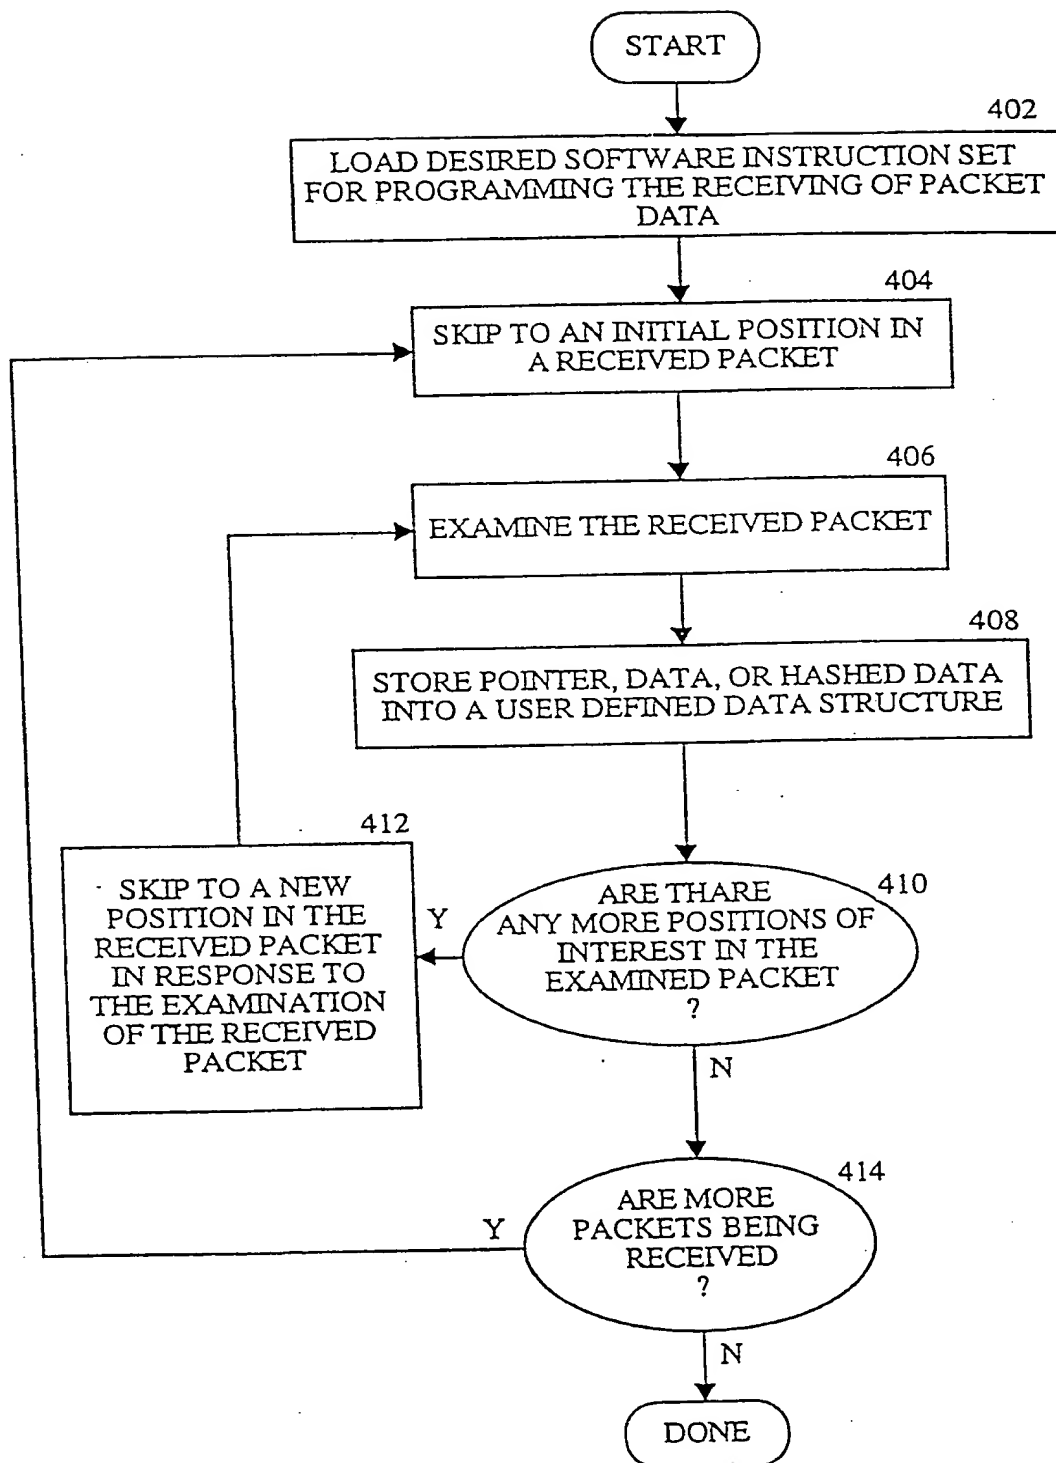 START
402
LOAD DESIRED SOFTWARE INSTRUCTION SET
FOR PROGRAMMING THE RECEIVING OF PACKET
DATA
404
SKIP TO AN INITIAL POSITION IN
A RECEIVED PACKET
406
EXAMINE THE RECEIVED PACKET
408
STORE POINTER, DATA, OR HASHED DATA
INTO A USER DEFINED DATA STRUCTURE
412
SKIP TO A NEW
POSITION IN THE
RECEIVED PACKET
IN RESPONSE TO
THE EXAMINATION
OF THE RECEIVED
PACKET
Y
410
ARE THARE
ANY MORE POSITIONS OF
INTEREST IN THE
EXAMINED PACKET
?
N
414
ARE MORE
PACKETS BEING
RECEIVED
?
Y
N
DONE